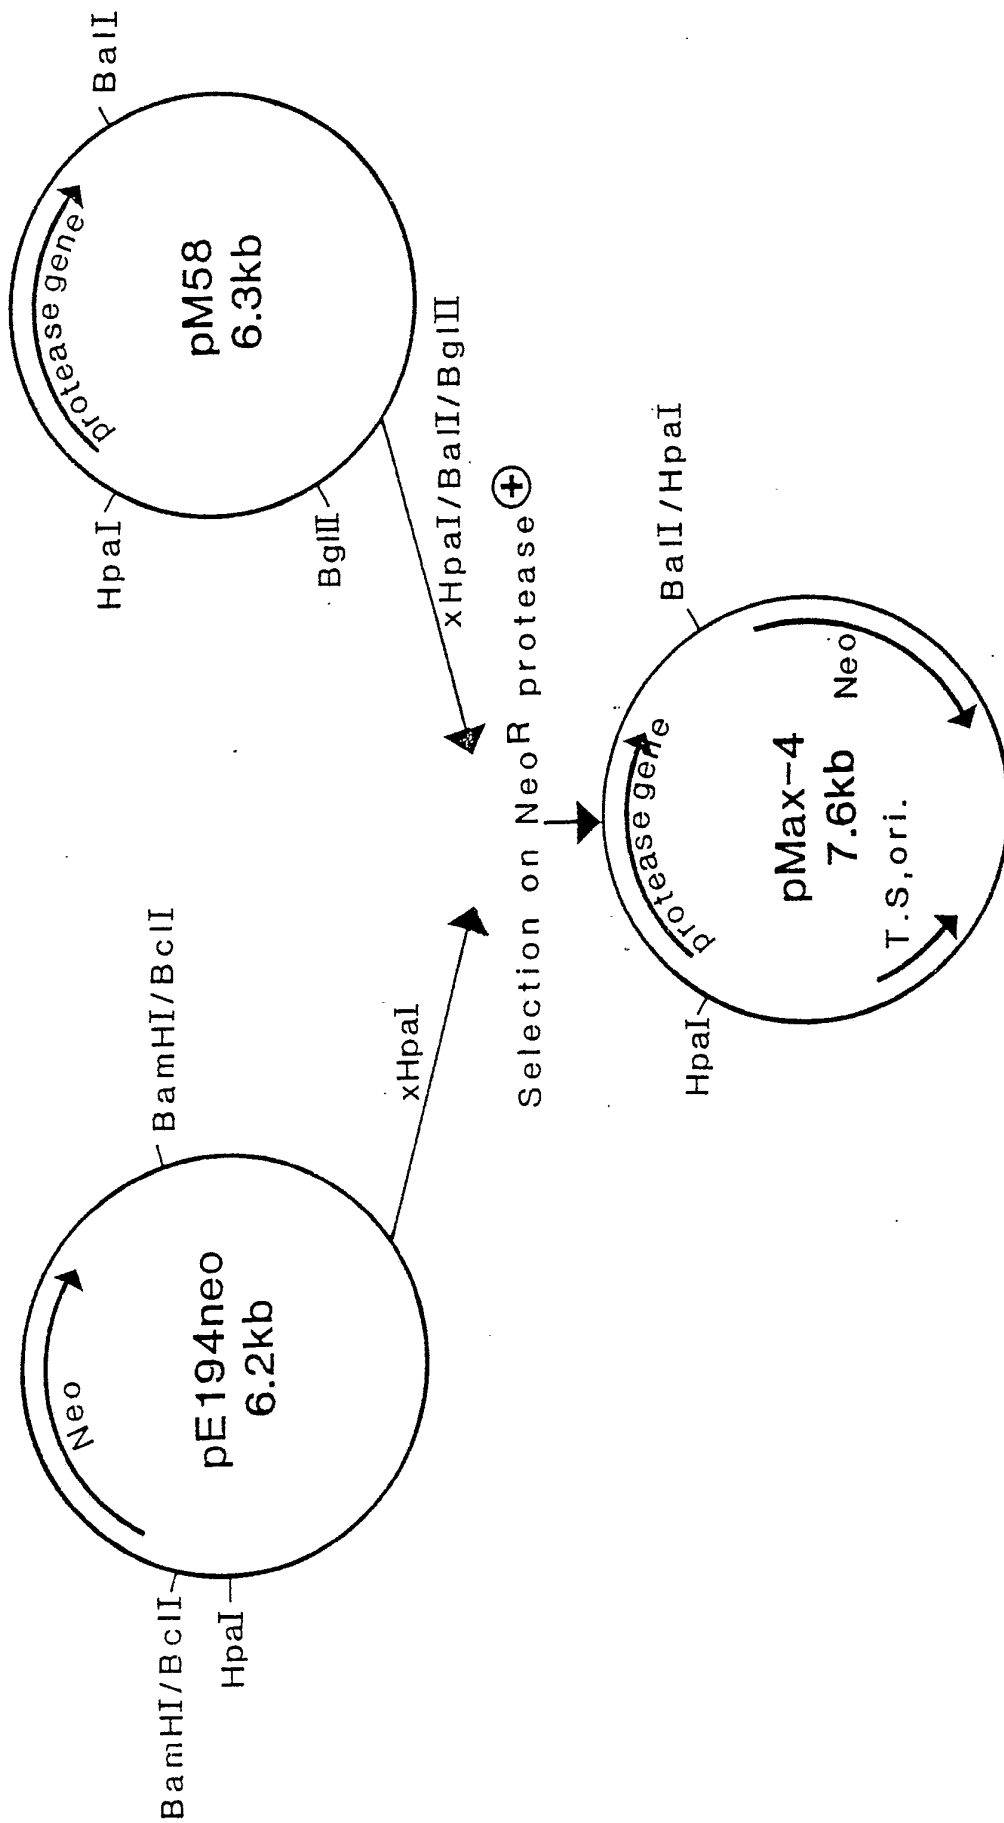 BamHI/BclI
HpaI
Neo
pE194neo
6.2kb
BamHI/BclI
xHpaI
HpaI
BglII
protease gene
pM58
6.3kb
BalI
xHpaI/BalI/BglII
Selection on NeoR protease +
HpaI
protease gene
BalI/HpaI
pMax-4
7.6kb
Neo
T.S,ori.